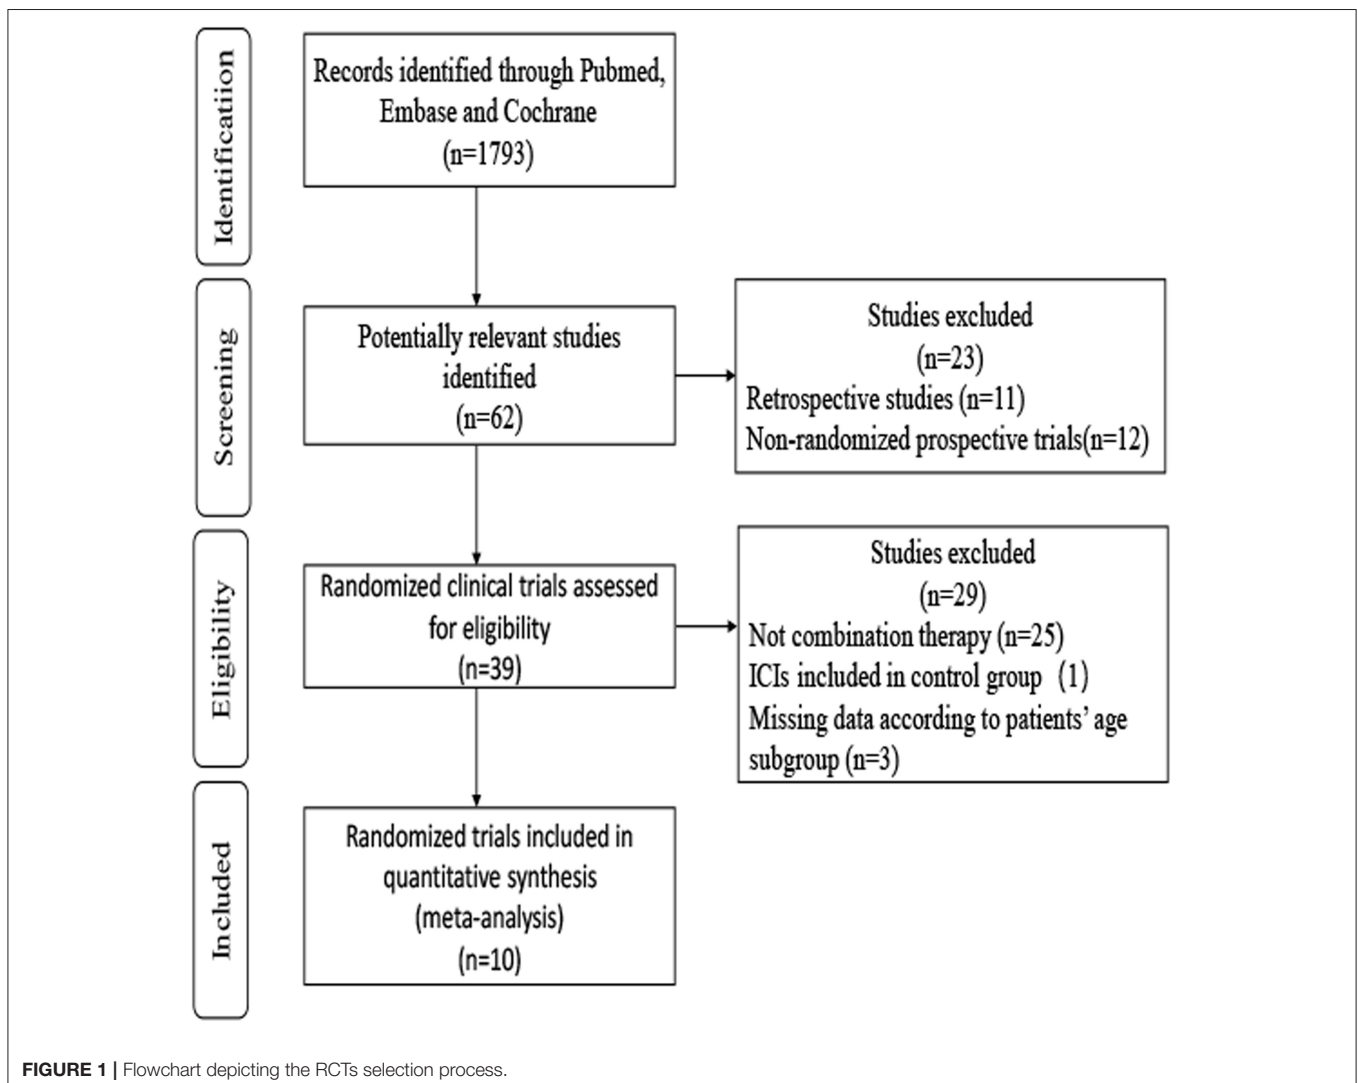 Identificatiion
Records identified through Pubmed,
Embase and Cochrane
(n=1793)
Screening
Potentially relevant studies
identified
(n=62)
Studies excluded
(n=23)
Retrospective studies (n=11)
Non-randomized prospective trials(n=12)
Eligibility
Randomized clinical trials assessed
for eligibility
(n=39)
Studies excluded
(n=29)
Not combination therapy (n=25)
ICIs included in control group (1)
Missing data according to patients’ age
subgroup (n=3)
Included
Randomized trials included in
quantitative synthesis
(meta-analysis)
(n=10)
FIGURE 1 | Flowchart depicting the RCTs selection process.